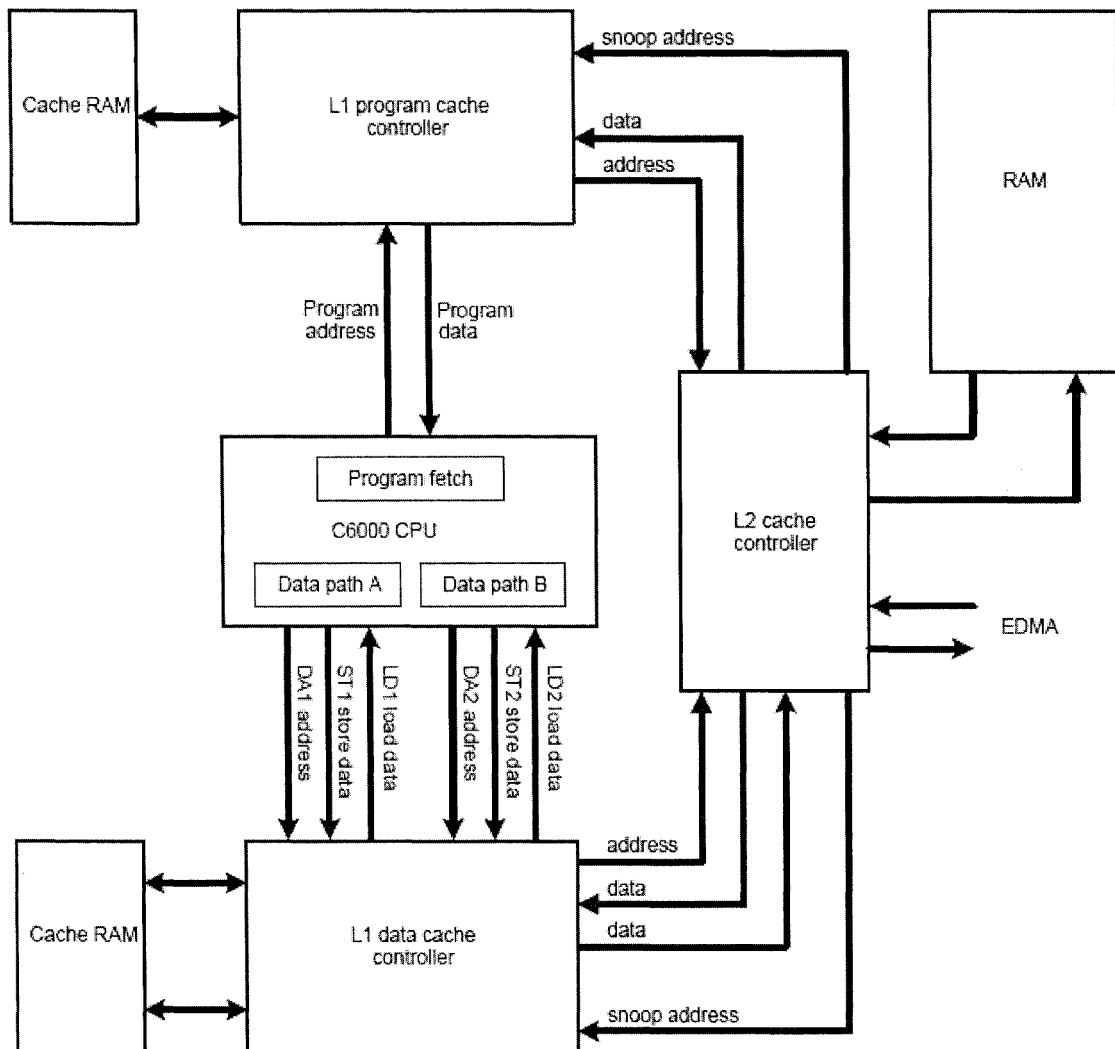 snoop address
Cache RAM
L1 program cache
controller
data
address
RAM
Program
address
Program
data
Program fetch
C6000 CPU
Data path A
Data path B
L2 cache
controller
EDMA
DA1 address
ST1 store data
LD1 load data
DA2 address
ST2 store data
LD2 load data
address
data
data
Cache RAM
L1 data cache
controller
snoop address